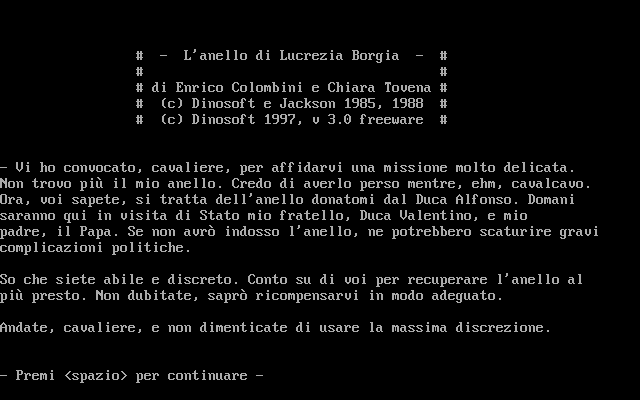 # - L'anello di Lucrezia Borgia - #
# #
# di Enrico Colombini e Chiara Tovena #
# (c) Dinosoft e Jackson 1985, 1988 #
# (c) Dinosoft 1997, v 3.0 freeware #
- Vi ho convocato, cavaliere, per affidarvi una missione molto delicata.
Non trovo più il mio anello. Credo di averlo perso mentre, ehm, cavalcavo.
Ora, voi sapete, si tratta dell'anello donatomi dal Duca Alfonso. Domani
saranno qui in visita di Stato mio fratello, Duca Valentino, e mio
padre, il Papa. Se non avrò indosso l'anello, ne potrebbero scaturire gravi
complicazioni politiche.
So che siete abile e discreto. Conto su di voi per recuperare l'anello al
più presto. Non dubitate, saprò ricompensarvi in modo adeguato.
Andate, cavaliere, e non dimenticate di usare la massima discrezione.
- Premi <spazio> per continuare -